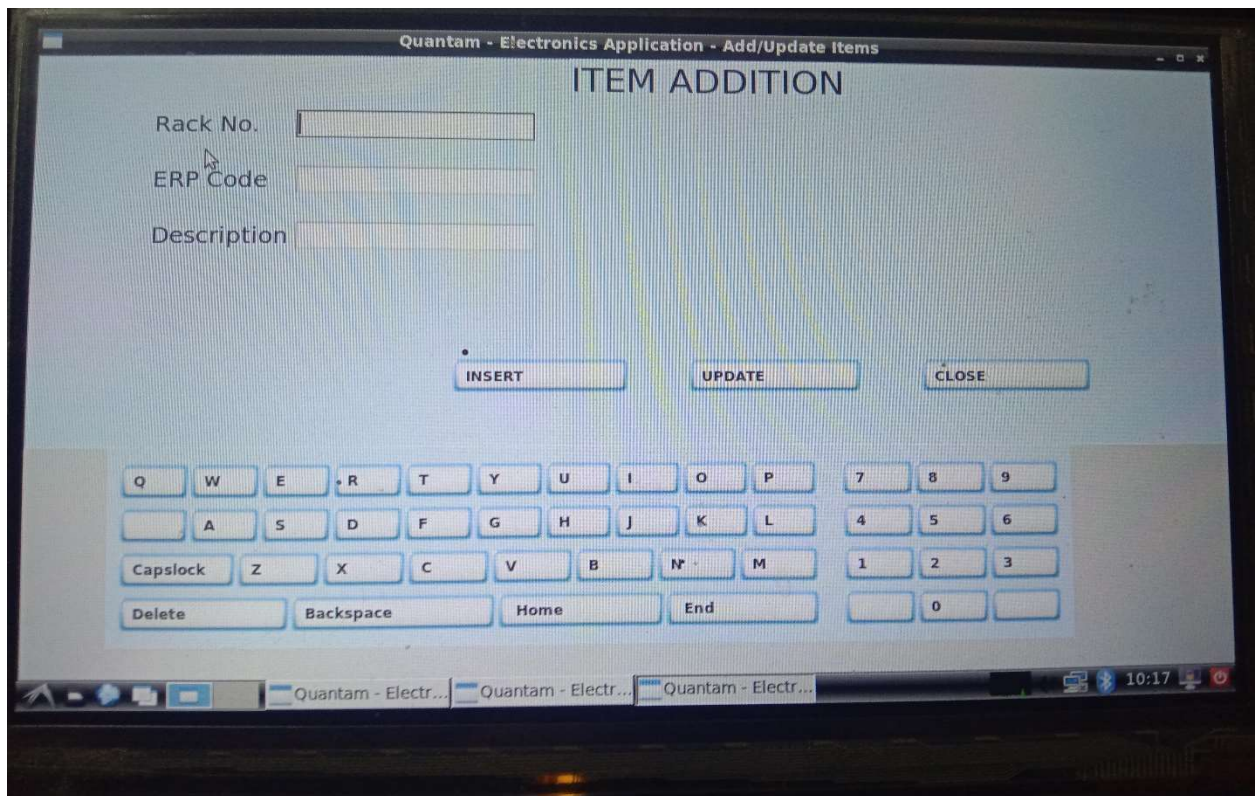 Quantam - Electronics Application - Add/Update Items
ITEM ADDITION
Rack No.
ERP Code
Description
INSERT UPDATE CLOSE
Q W E R T Y U I O P 7 8 9
A S D F G H J K L 4 5 6
Capslock Z X C V B N M 1 2 3
Delete Backspace Home End 0
Quantam - Electr... Quantam - Electr... Quantam - Electr... 10:17